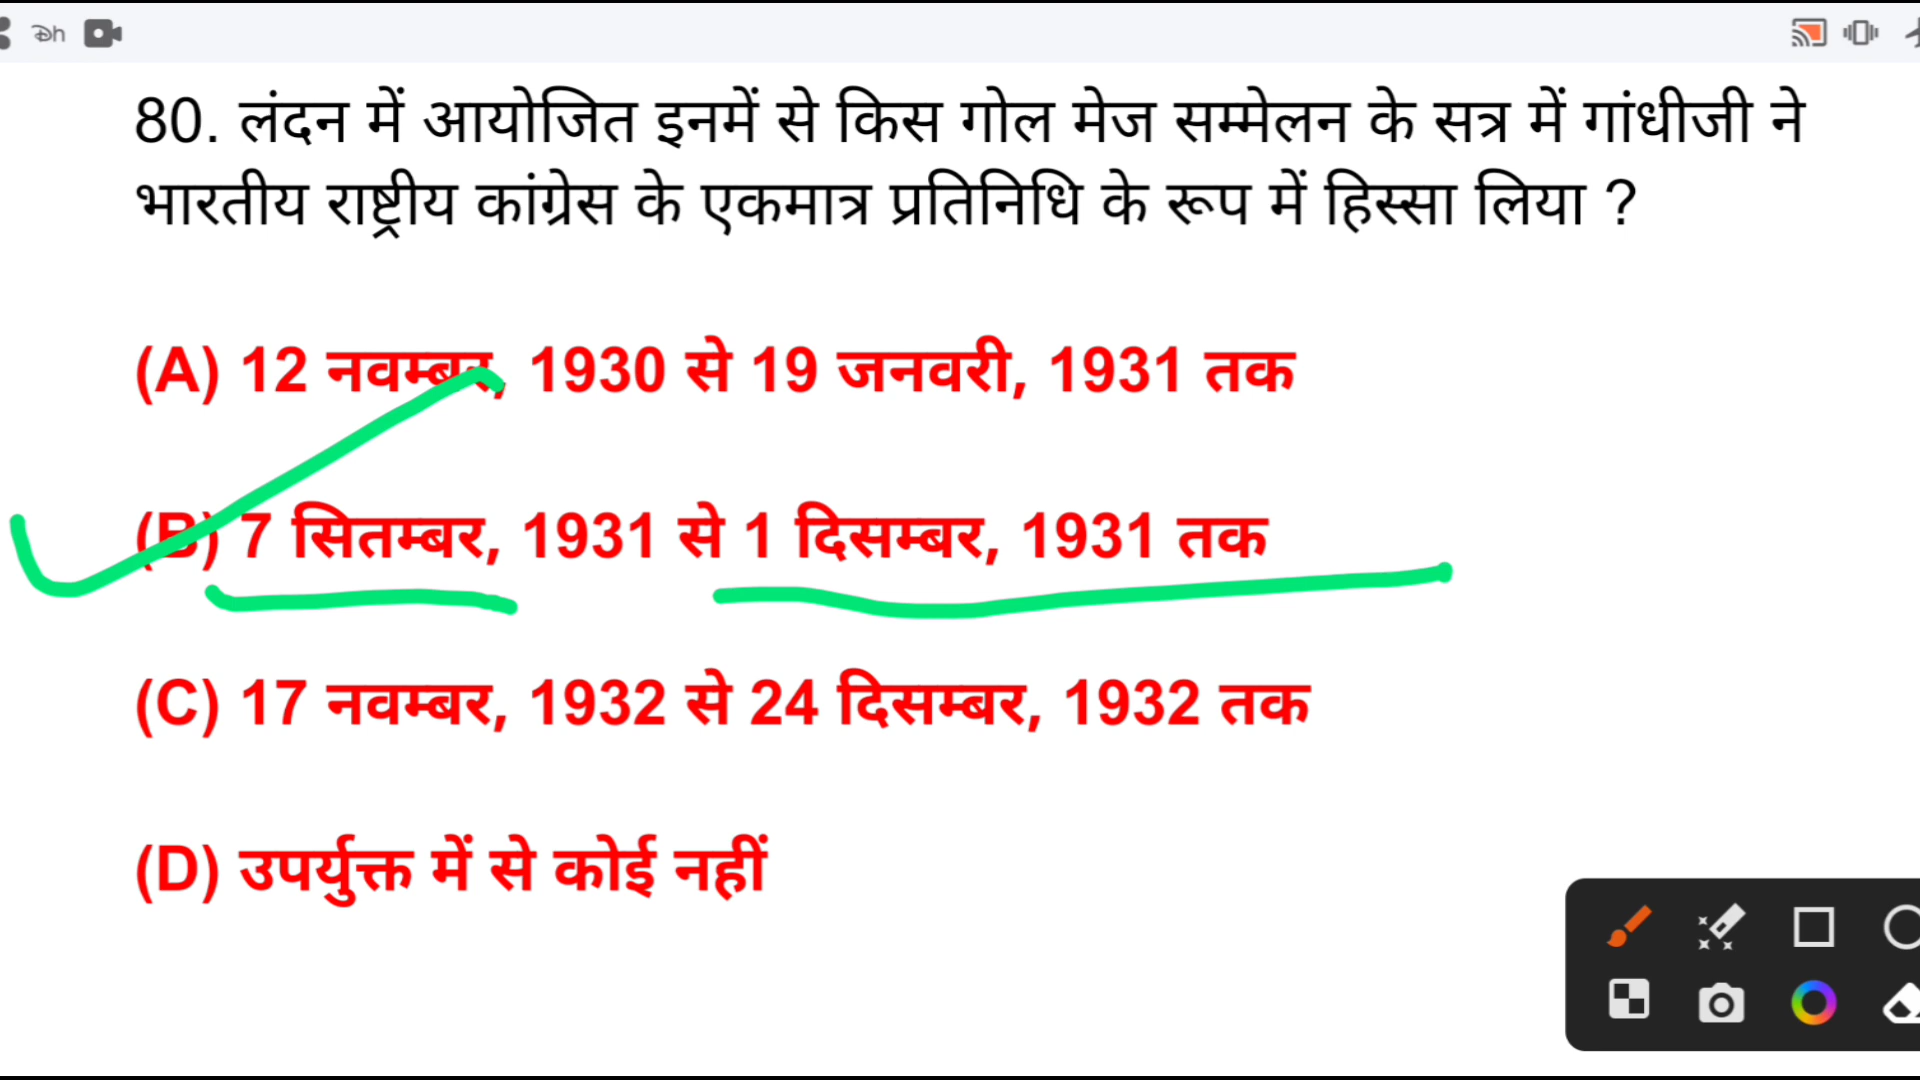 80. लंदन में आयोजित इनमें से किस गोल मेज सम्मेलन के सत्र में गांधीजी ने
भारतीय राष्ट्रीय कांग्रेस के एकमात्र प्रतिनिधि के रूप में हिस्सा लिया ?
(A) 12 नवम्बर, 1930 से 19 जनवरी, 1931 तक
(B) 7 सितम्बर, 1931 से 1 दिसम्बर, 1931 तक
(C) 17 नवम्बर, 1932 से 24 दिसम्बर, 1932 तक
(D) उपर्युक्त में से कोई नहीं